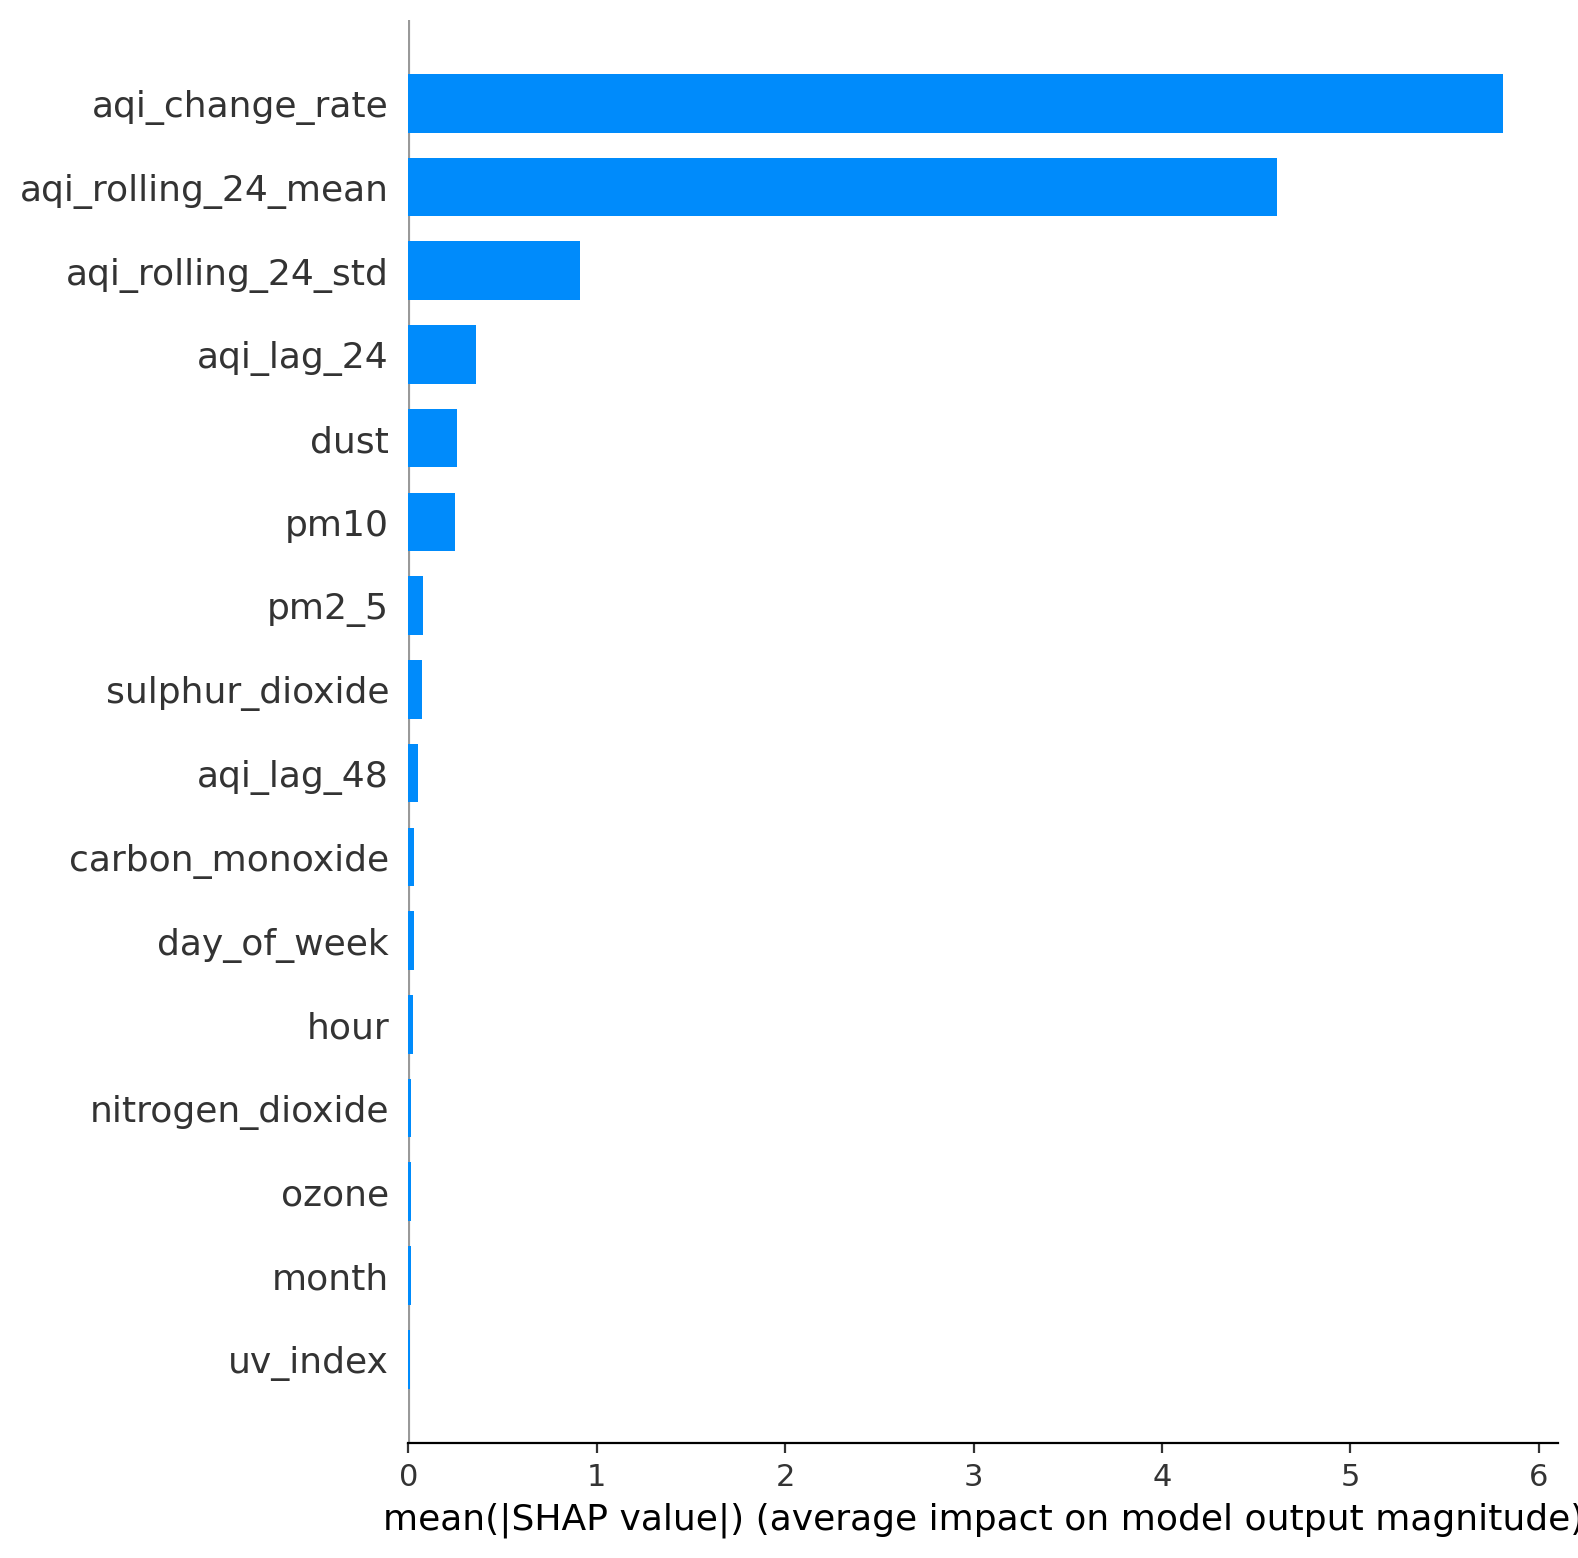 aqi_change_rate
aqi_rolling_24_mean
aqi_rolling_24_std
aqi_lag_24
dust
pm10
pm2_5
sulphur_dioxide
aqi_lag_48
carbon_monoxide
day_of_week
hour
nitrogen_dioxide
ozone
month
uv_index
0 1 2 3 4 5 6
mean(|SHAP value|) (average impact on model output magnitude)